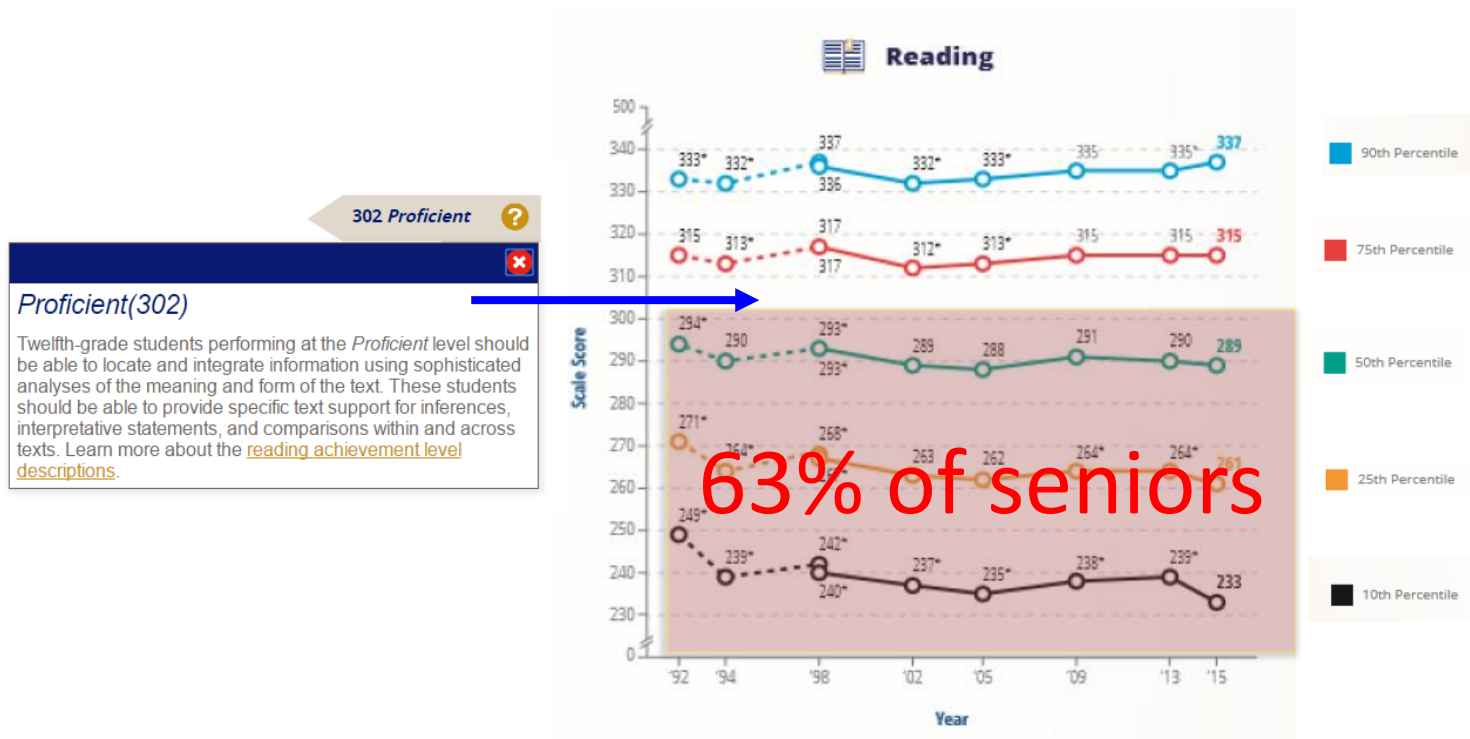 Reading
302 Proficient
?
Proficient(302)
Twelfth-grade students performing at the Proficient level should
be able to locate and integrate information using sophisticated
analyses of the meaning and form of the text. These students
should be able to provide specific text support for inferences,
interpretative statements, and comparisons within and across
texts. Learn more about the reading achievement level
descriptions.
Scale Score
500
340
330
320
310
300
290
280
270
260
250
240
230
0
333* 332* 337 332* 333* 335 335* 337
336
315 313* 317 312* 313* 315 315 315
317
294* 290 293* 289 288 291 290 289
293*
271* 264* 268* 263 262 264* 264* 261
63% of seniors
249* 239* 242* 237* 235* 238* 239* 233
240*
'92 '94 '98 '02 '05 '09 '13 '15
Year
90th Percentile
75th Percentile
50th Percentile
25th Percentile
10th Percentile